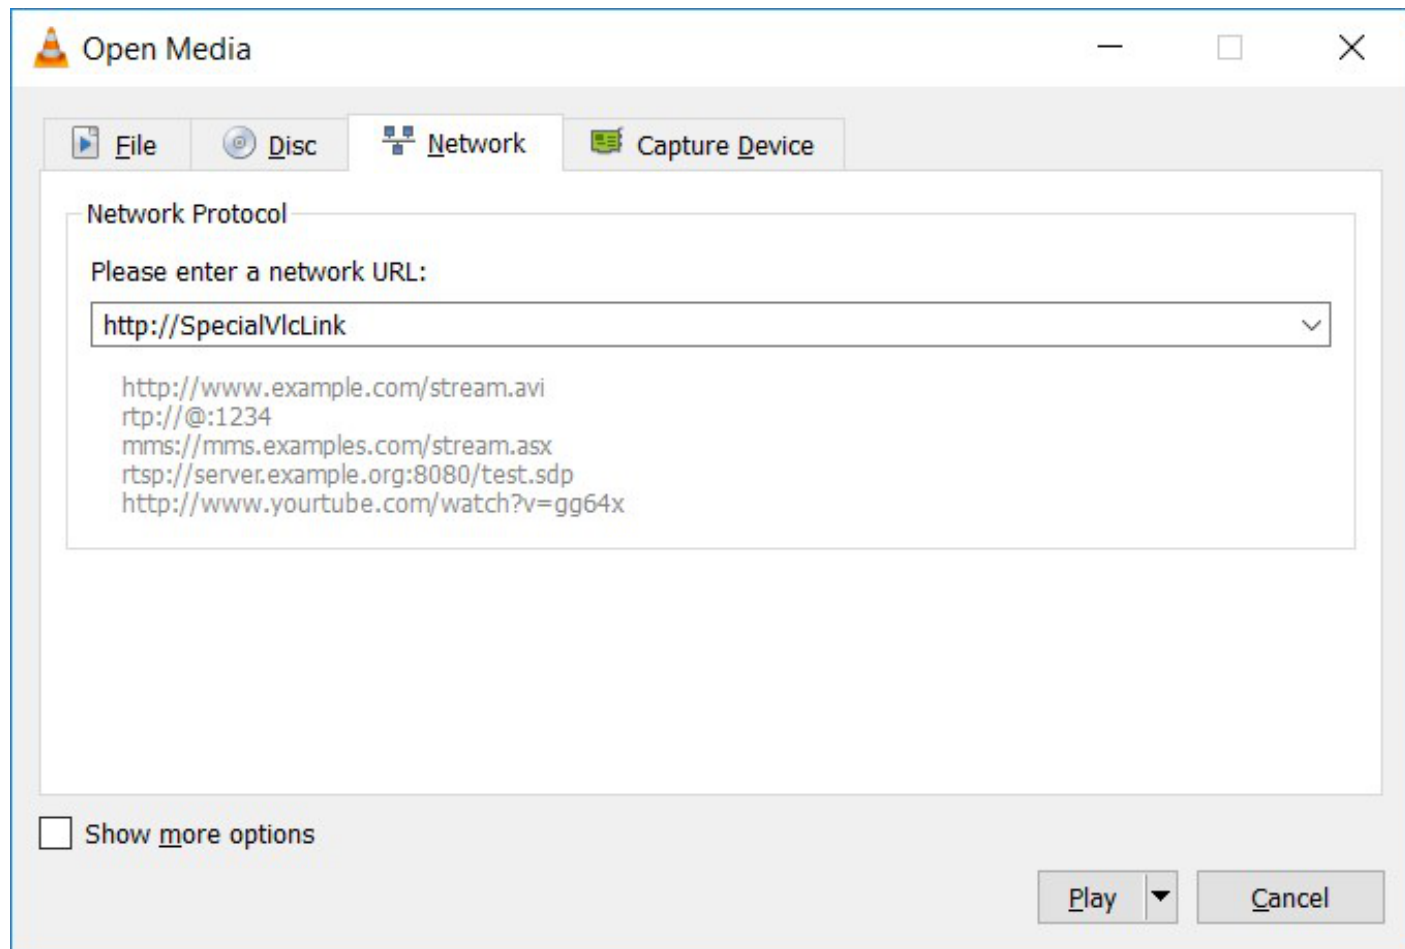 Open Media
File Disc Network Capture Device
Network Protocol
Please enter a network URL:
http://SpecialVlcLink
http://www.example.com/stream.avi
rtp://@:1234
mms://mms.examples.com/stream.asx
rtsp://server.example.org:8080/test.sdp
http://www.yourtube.com/watch?v=gg64x
Show more options
Play Cancel